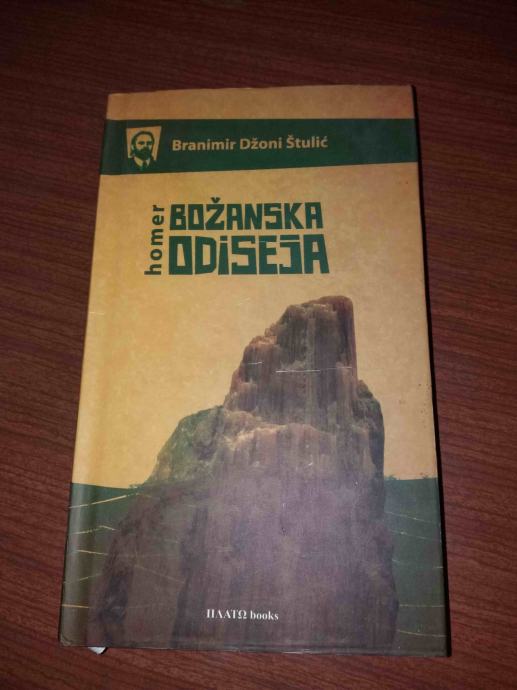 Branimir Džoni Štulić
homer
BOŽANSKA
ODiSEJA
ΠΛΑΤΩ books